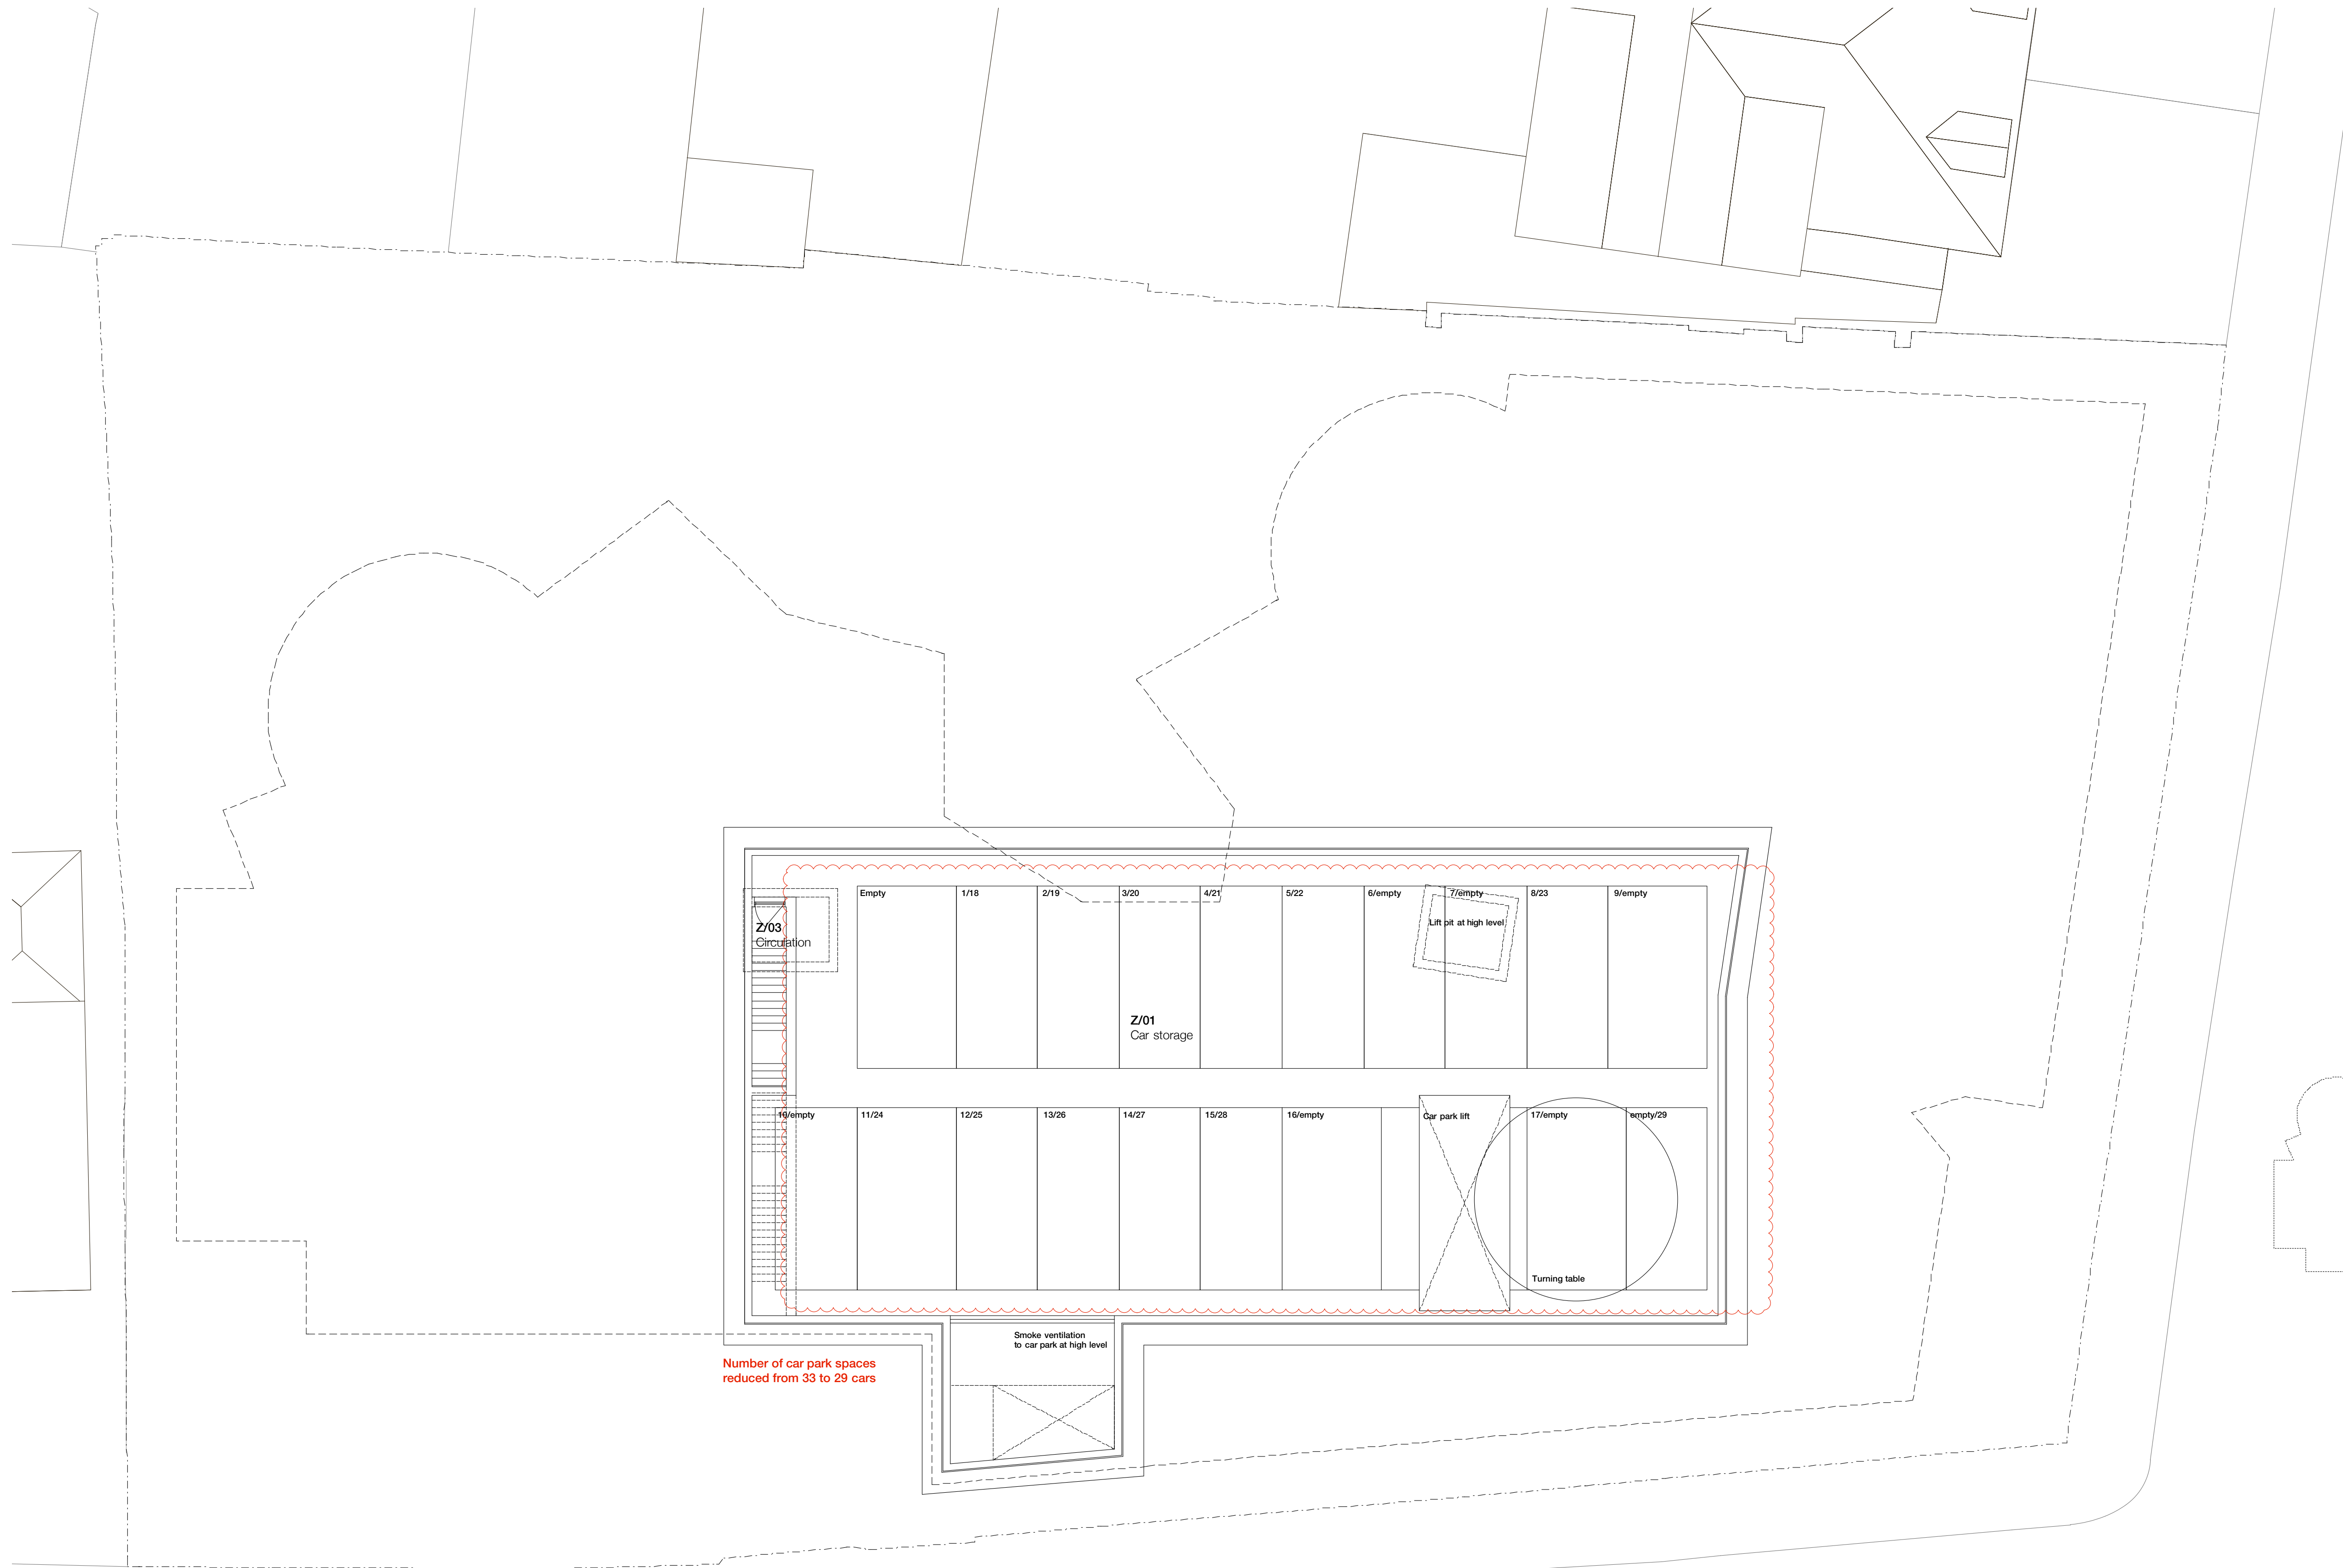 Empty
1/18
2/19
3/20
4/21
5/22
6/empty
7/empty
8/23
9/empty
Lift pit at high level
Z/03
Circulation
Z/01
Car storage
10/empty
11/24
12/25
13/26
14/27
15/28
16/empty
Car park lift
17/empty
empty/29
Turning table
Smoke ventilation
to car park at high level
Number of car park spaces
reduced from 33 to 29 cars